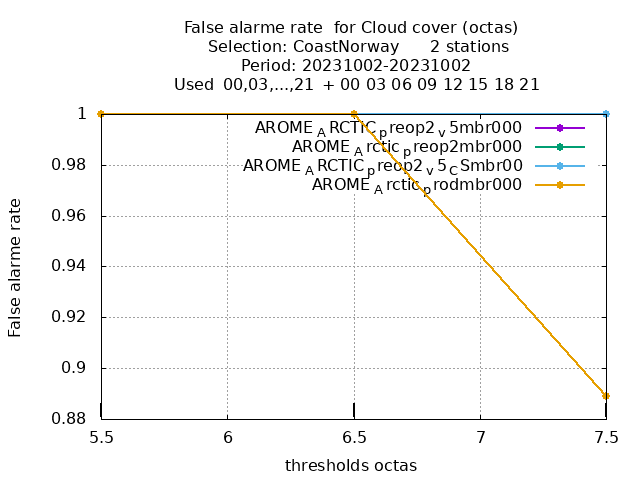 False alarme rate  for Cloud cover (octas)
Selection: CoastNorway      2 stations
Period: 20231002-20231002
Used  00,03,...,21  + 00 03 06 09 12 15 18 21
AROME_ARCTIC_preop2_v5mbr000
AROME_Arctic_preop2mbr000
AROME_ARCTIC_preop2_v5_CSmbr00
AROME_Arctic_prodmbr000
1
0.98
0.96
0.94
0.92
0.9
0.88
False alarme rate
5.5 6 6.5 7 7.5
thresholds octas